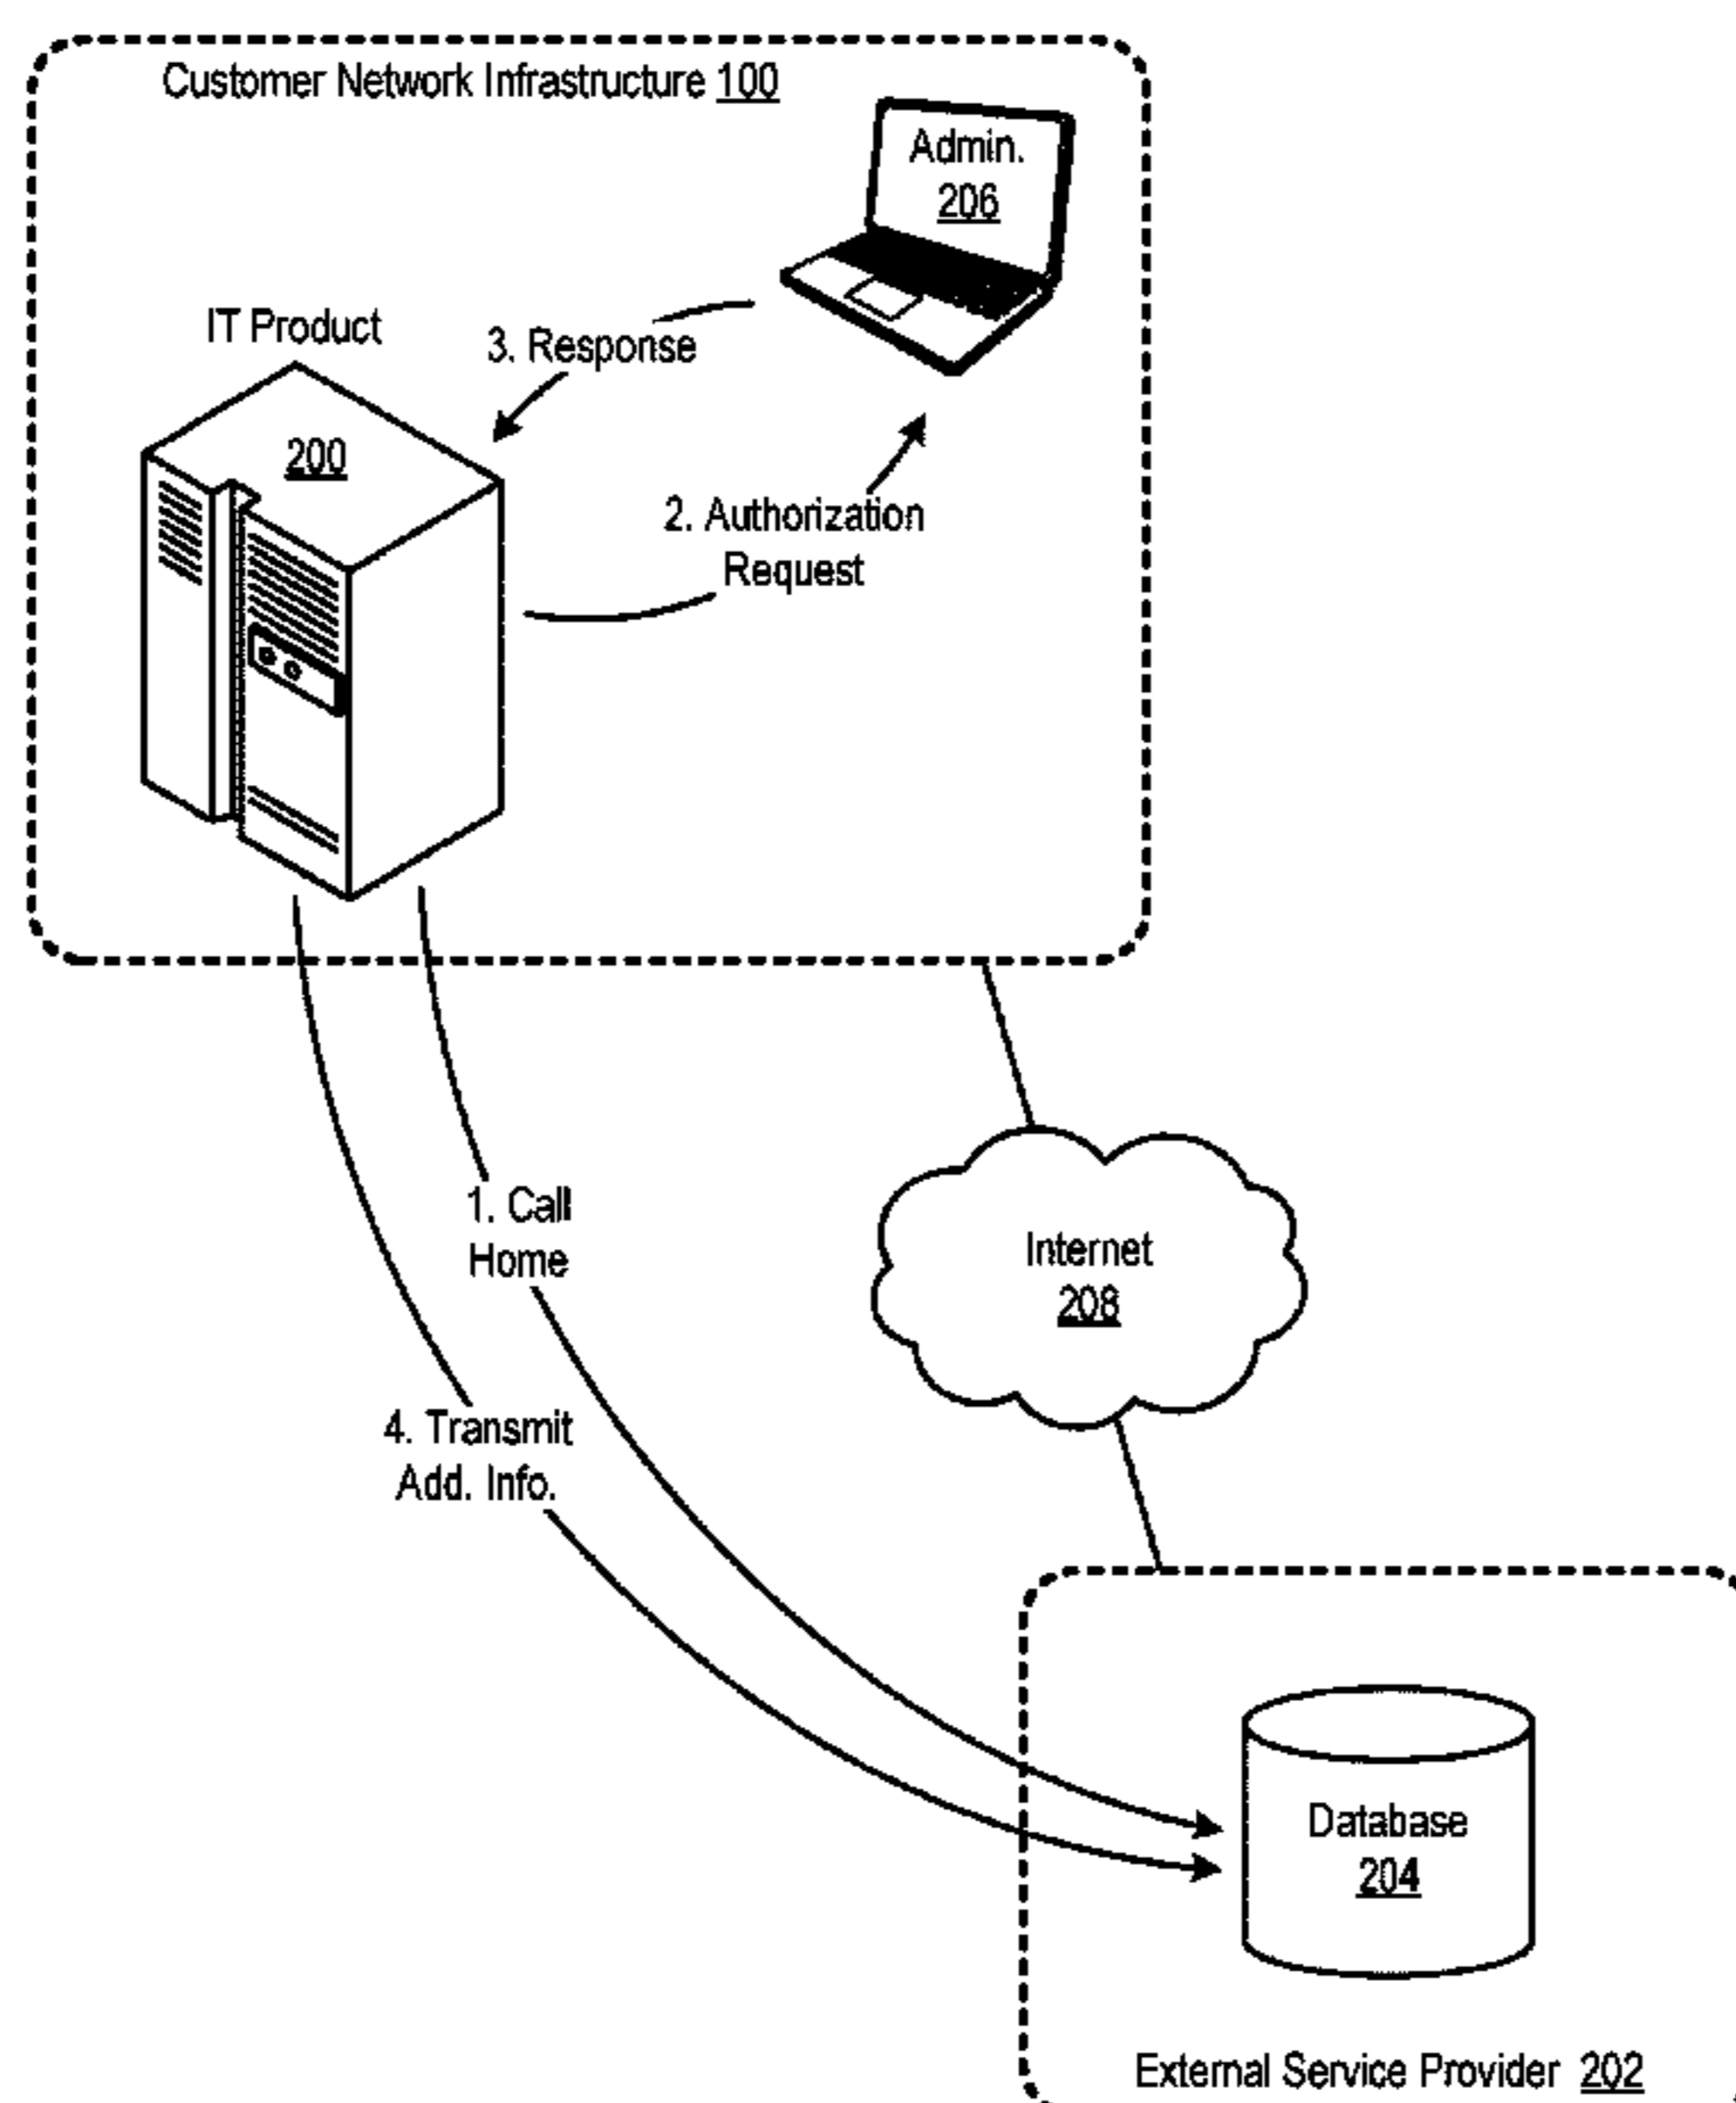 Customer Network Infrastructure 100
Admin.
206
IT Product
3. Response
200
2. Authorization
Request
1. Call
Home
Internet
208
4. Transmit
Add. Info.
Database
204
External Service Provider 202